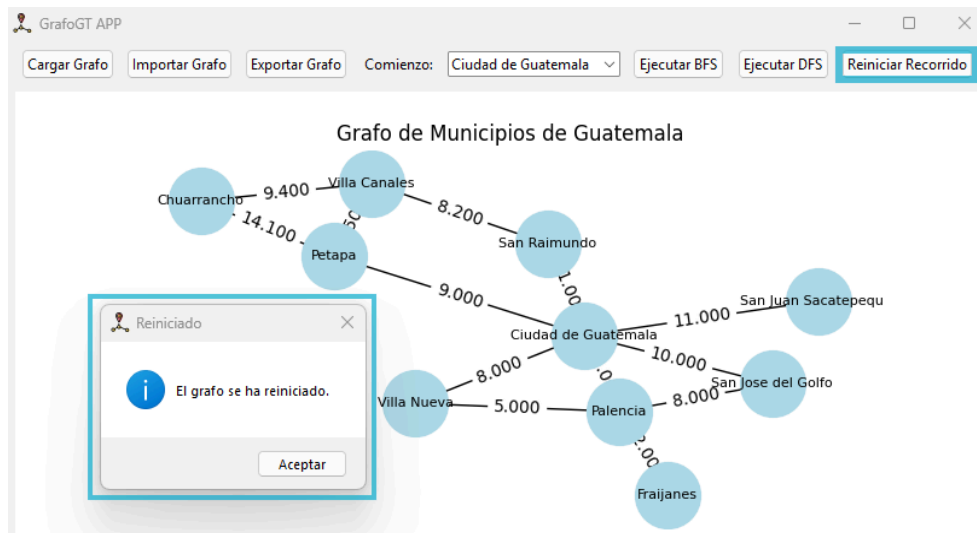 GrafoGT APP
Cargar Grafo Importar Grafo Exportar Grafo Comienzo: Ciudad de Guatemala Ejecutar BFS Ejecutar DFS Reiniciar Recorrido
Grafo de Municipios de Guatemala
Villa Canales
9.400
Chuarrancho
8.200
14.100
San Raimundo
Petapa
9.000
San Juan Sacatepequ
11.000
Ciudad de Guatemala
10.000
8.000
San Jose del Golfo
8.000
Villa Nueva
5.000
Palencia
Fraijanes
Reiniciado
El grafo se ha reiniciado.
Aceptar